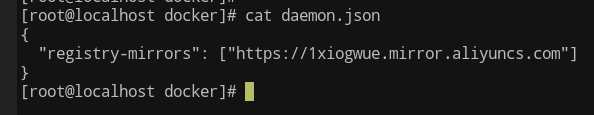 [root@localhost docker]# cat daemon.json
{
  "registry-mirrors": ["https://1xiogwue.mirror.aliyuncs.com"]
}
[root@localhost docker]#